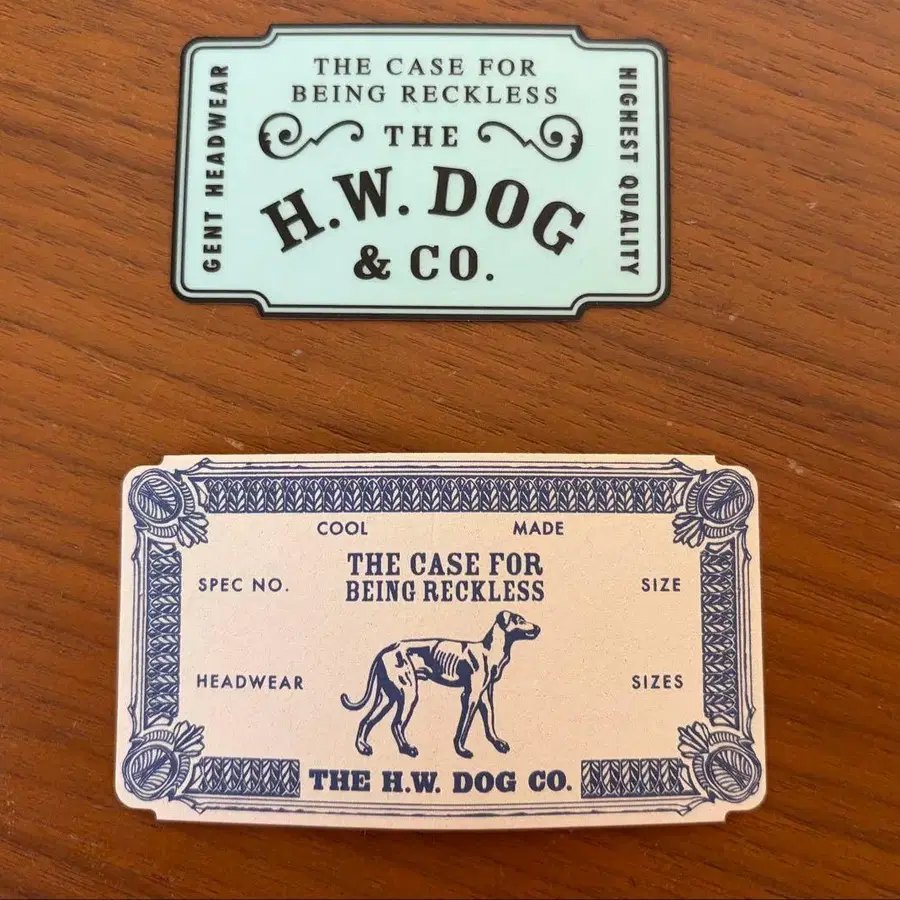 THE CASE FOR
BEING RECKLESS
THE
H.W. DOG
& CO.
GENT HEADWEAR
HIGHEST QUALITY
COOL MADE
THE CASE FOR
BEING RECKLESS
SPEC NO. SIZE
HEADWEAR SIZES
THE H.W. DOG CO.